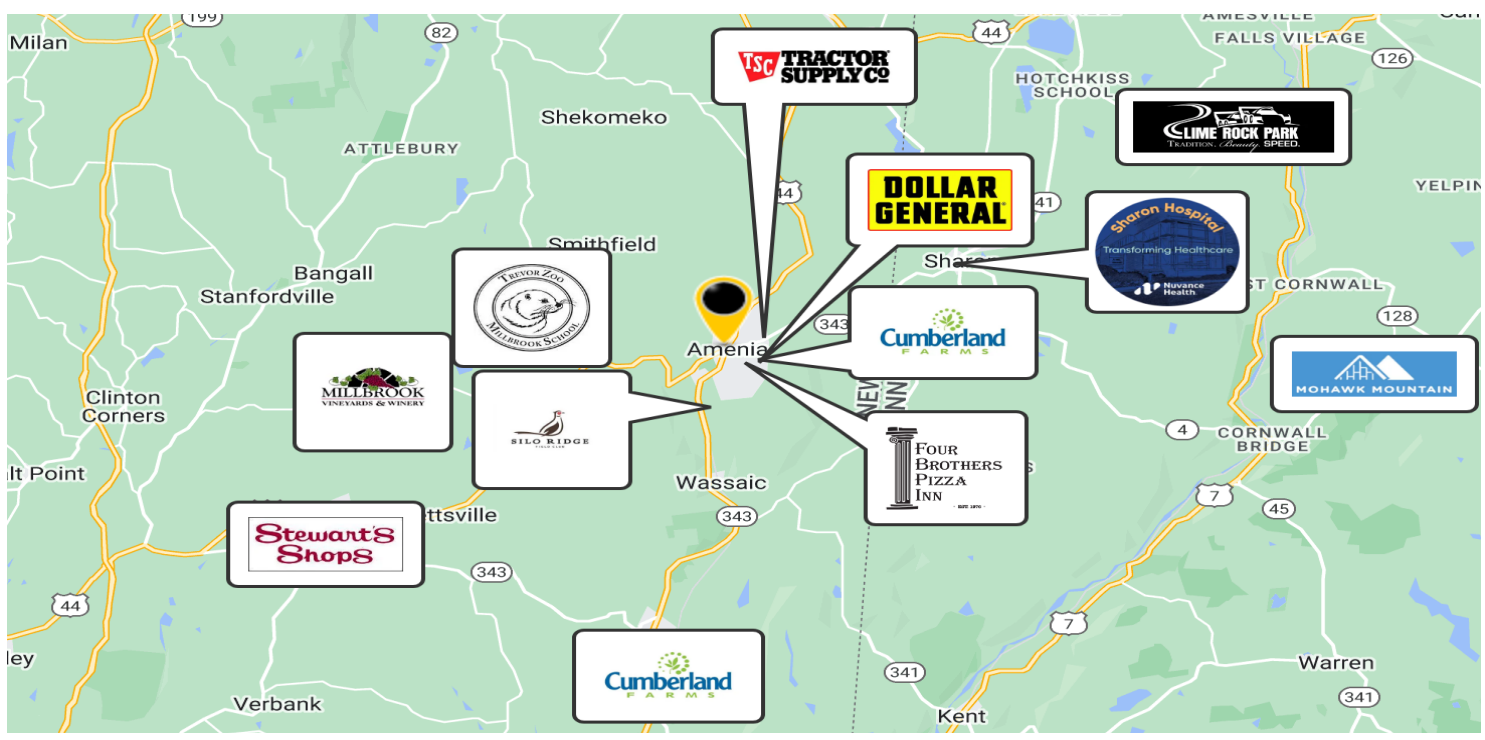 199
Milan
82
44
AMESVILLE
FALLS VILLAGE
126
TSC TRACTOR
SUPPLY CO
HOTCHKISS
SCHOOL
Shekomeko
ATTLEBURY
LIME ROCK PARK
TRADITION. Beauty. SPEED.
YELPIN
44
DOLLAR
GENERAL
41
Sharon Hospital
Transforming Healthcare
Nuvance
Health
Smithfield
Sharon
Bangall
Stanfordville
TREVOR ZOO
MILLBROOK SCHOOL
ST CORNWALL
128
343
Cumberland
FARMS
Amenia
MILLBROOK
VINEYARDS & WINERY
MOHAWK MOUNTAIN
Clinton
Corners
SILO RIDGE
FIELD CLUB
NEW
NN
4
CORNWALL
BRIDGE
FOUR
BROTHERS
PIZZA
INN
lt Point
Wassaic
7
45
343
ttsville
STEWART'S
SHOPS
343
44
7
ley
Cumberland
FARMS
341
Warren
341
Verbank
Kent